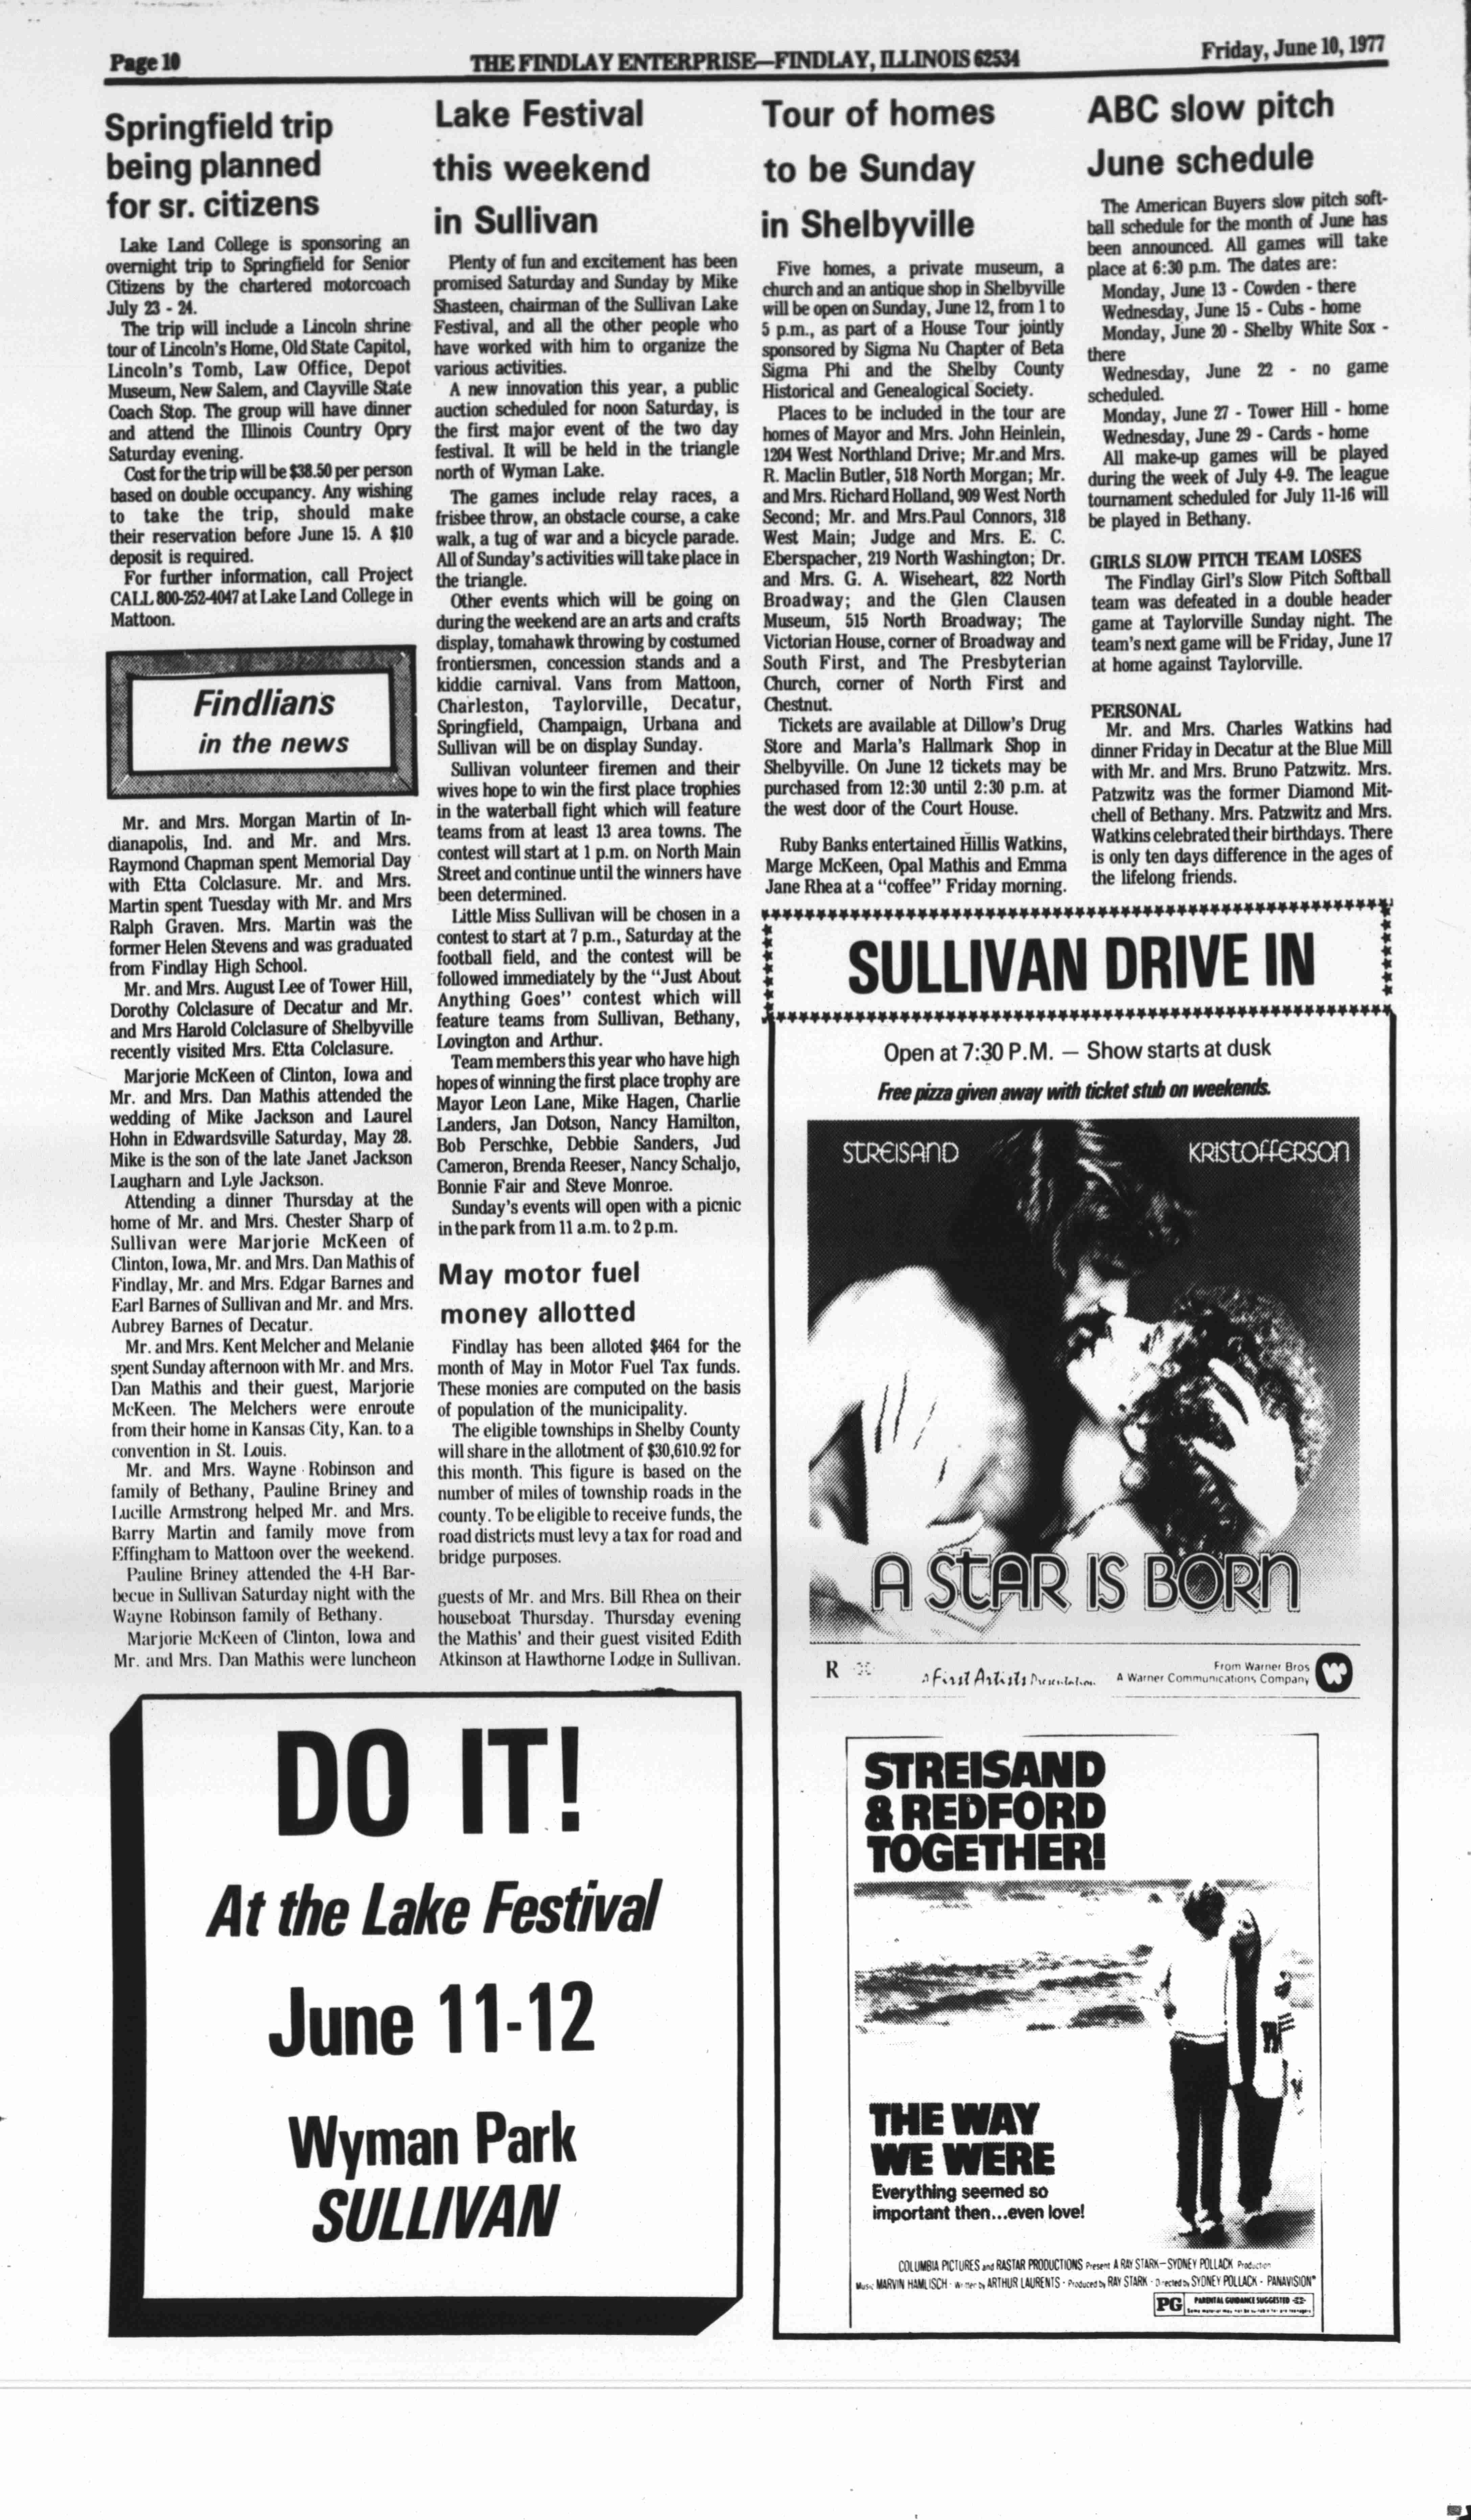 Page 10
THE FINDLAY ENTERPRISE—FINDLAY, ILLINOIS 62534
Friday, June 10, 1977
Springfield trip
being planned
for sr. citizens
Lake Land College is sponsoring an
overnight trip to Springfield for Senior
Citizens by the chartered motorcoach
July 23 - 24.
The trip will include a Lincoln shrine
tour of Lincoln's Home, Old State Capitol,
Lincoln's Tomb, Law Office, Depot
Museum, New Salem, and Clayville State
Coach Stop. The group will have dinner
and attend the Illinois Country Opry
Saturday evening.
Cost for the trip will be $38.50 per person
based on double occupancy. Any wishing
to take the trip, should make
their reservation before June 15. A $10
deposit is required.
For further information, call Project
CALL 800-252-4047 at Lake Land College in
Mattoon.
Findlians
in the news
Mr. and Mrs. Morgan Martin of In-
dianapolis, Ind. and Mr. and Mrs.
Raymond Chapman spent Memorial Day
with Etta Colclasure. Mr. and Mrs.
Martin spent Tuesday with Mr. and Mrs
Ralph Graven. Mrs. Martin was the
former Helen Stevens and was graduated
from Findlay High School.
Mr. and Mrs. August Lee of Tower Hill,
Dorothy Colclasure of Decatur and Mr.
and Mrs Harold Colclasure of Shelbyville
recently visited Mrs. Etta Colclasure.
Marjorie McKeen of Clinton, Iowa and
Mr. and Mrs. Dan Mathis attended the
wedding of Mike Jackson and Laurel
Hohn in Edwardsville Saturday, May 28.
Mike is the son of the late Janet Jackson
Laugharn and Lyle Jackson.
Attending a dinner Thursday at the
home of Mr. and Mrs. Chester Sharp of
Sullivan were Marjorie McKeen of
Clinton, Iowa, Mr. and Mrs. Dan Mathis of
Findlay, Mr. and Mrs. Edgar Barnes and
Earl Barnes of Sullivan and Mr. and Mrs.
Aubrey Barnes of Decatur.
Mr. and Mrs. Kent Melcher and Melanie
spent Sunday afternoon with Mr. and Mrs.
Dan Mathis and their guest, Marjorie
McKeen. The Melchers were enroute
from their home in Kansas City, Kan. to a
convention in St. Louis.
Mr. and Mrs. Wayne Robinson and
family of Bethany, Pauline Briney and
Lucille Armstrong helped Mr. and Mrs.
Barry Martin and family move from
Effingham to Mattoon over the weekend.
Pauline Briney attended the 4-H Bar-
becue in Sullivan Saturday night with the
Wayne Robinson family of Bethany.
Marjorie McKeen of Clinton, Iowa and
Mr. and Mrs. Dan Mathis were luncheon
Lake Festival
this weekend
in Sullivan
Plenty of fun and excitement has been
promised Saturday and Sunday by Mike
Shasteen, chairman of the Sullivan Lake
Festival, and all the other people who
have worked with him to organize the
various activities.
A new innovation this year, a public
auction scheduled for noon Saturday, is
the first major event of the two day
festival. It will be held in the triangle
north of Wyman Lake.
The games include relay races, a
frisbee throw, an obstacle course, a cake
walk, a tug of war and a bicycle parade.
All of Sunday's activities will take place in
the triangle.
Other events which will be going on
during the weekend are an arts and crafts
display, tomahawk throwing by costumed
frontiersmen, concession stands and a
kiddie carnival. Vans from Mattoon,
Charleston, Taylorville, Decatur,
Springfield, Champaign, Urbana and
Sullivan will be on display Sunday.
Sullivan volunteer firemen and their
wives hope to win the first place trophies
in the waterball fight which will feature
teams from at least 13 area towns. The
contest will start at 1 p.m. on North Main
Street and continue until the winners have
been determined.
Little Miss Sullivan will be chosen in a
contest to start at 7 p.m., Saturday at the
football field, and the contest will be
followed immediately by the "Just About
Anything Goes" contest which will
feature teams from Sullivan, Bethany,
Lovington and Arthur.
Team members this year who have high
hopes of winning the first place trophy are
Mayor Leon Lane, Mike Hagen, Charlie
Landers, Jan Dotson, Nancy Hamilton,
Bob Perschke, Debbie Sanders, Jud
Cameron, Brenda Reeser, Nancy Schaljo,
Bonnie Fair and Steve Monroe.
Sunday's events will open with a picnic
in the park from 11 a.m. to 2 p.m.
May motor fuel
money allotted
Findlay has been alloted $464 for the
month of May in Motor Fuel Tax funds.
These monies are computed on the basis
of population of the municipality.
The eligible townships in Shelby County
will share in the allotment of $30,610.92 for
this month. This figure is based on the
number of miles of township roads in the
county. To be eligible to receive funds, the
road districts must levy a tax for road and
bridge purposes.
guests of Mr. and Mrs. Bill Rhea on their
houseboat Thursday. Thursday evening
the Mathis' and their guest visited Edith
Atkinson at Hawthorne Lodge in Sullivan.
Tour of homes
to be Sunday
in Shelbyville
Five homes, a private museum, a
church and an antique shop in Shelbyville
will be open on Sunday, June 12, from 1 to
5 p.m., as part of a House Tour jointly
sponsored by Sigma Nu Chapter of Beta
Sigma Phi and the Shelby County
Historical and Genealogical Society.
Places to be included in the tour are
homes of Mayor and Mrs. John Heinlein,
1204 West Northland Drive; Mr.and Mrs.
R. Maclin Butler, 518 North Morgan; Mr.
and Mrs. Richard Holland, 909 West North
Second; Mr. and Mrs.Paul Connors, 318
West Main; Judge and Mrs. E. C.
Eberspacher, 219 North Washington; Dr.
and Mrs. G. A. Wiseheart, 822 North
Broadway; and the Glen Clausen
Museum, 515 North Broadway; The
Victorian House, corner of Broadway and
South First, and The Presbyterian
Church, corner of North First and
Chestnut.
Tickets are available at Dillow's Drug
Store and Marla's Hallmark Shop in
Shelbyville. On June 12 tickets may be
purchased from 12:30 until 2:30 p.m. at
the west door of the Court House.
Ruby Banks entertained Hillis Watkins,
Marge McKeen, Opal Mathis and Emma
Jane Rhea at a "coffee" Friday morning.
ABC slow pitch
June schedule
The American Buyers slow pitch soft-
ball schedule for the month of June has
been announced. All games will take
place at 6:30 p.m. The dates are:
Monday, June 13 - Cowden - there
Wednesday, June 15 - Cubs - home
Monday, June 20 - Shelby White Sox -
there
Wednesday, June 22 - no game
scheduled.
Monday, June 27 - Tower Hill - home
Wednesday, June 29 - Cards - home
All make-up games will be played
during the week of July 4-9. The league
tournament scheduled for July 11-16 will
be played in Bethany.
GIRLS SLOW PITCH TEAM LOSES
The Findlay Girl's Slow Pitch Softball
team was defeated in a double header
game at Taylorville Sunday night. The
team's next game will be Friday, June 17
at home against Taylorville.
PERSONAL
Mr. and Mrs. Charles Watkins had
dinner Friday in Decatur at the Blue Mill
with Mr. and Mrs. Bruno Patzwitz. Mrs.
Patzwitz was the former Diamond Mit-
chell of Bethany. Mrs. Patzwitz and Mrs.
Watkins celebrated their birthdays. There
is only ten days difference in the ages of
the lifelong friends.
SULLIVAN DRIVE IN
Open at 7:30 P.M. — Show starts at dusk
Free pizza given away with ticket stub on weekends.
STREISAND KRISTOFFERSON
A STAR IS BORN
R
A First Artists Presentation
From Warner Bros
A Warner Communications Company
STREISAND
& REDFORD
TOGETHER!
THE WAY
WE WERE
Everything seemed so
important then...even love!
COLUMBIA PICTURES and RASTAR PRODUCTIONS Present A RAY STARK—SYDNEY POLLACK Production
Music MARVIN HAMLISCH - Written by ARTHUR LAURENTS - Produced by RAY STARK - Directed by SYDNEY POLLACK - PANAVISION
PG PARENTAL GUIDANCE SUGGESTED
DO IT!
At the Lake Festival
June 11-12
Wyman Park
SULLIVAN